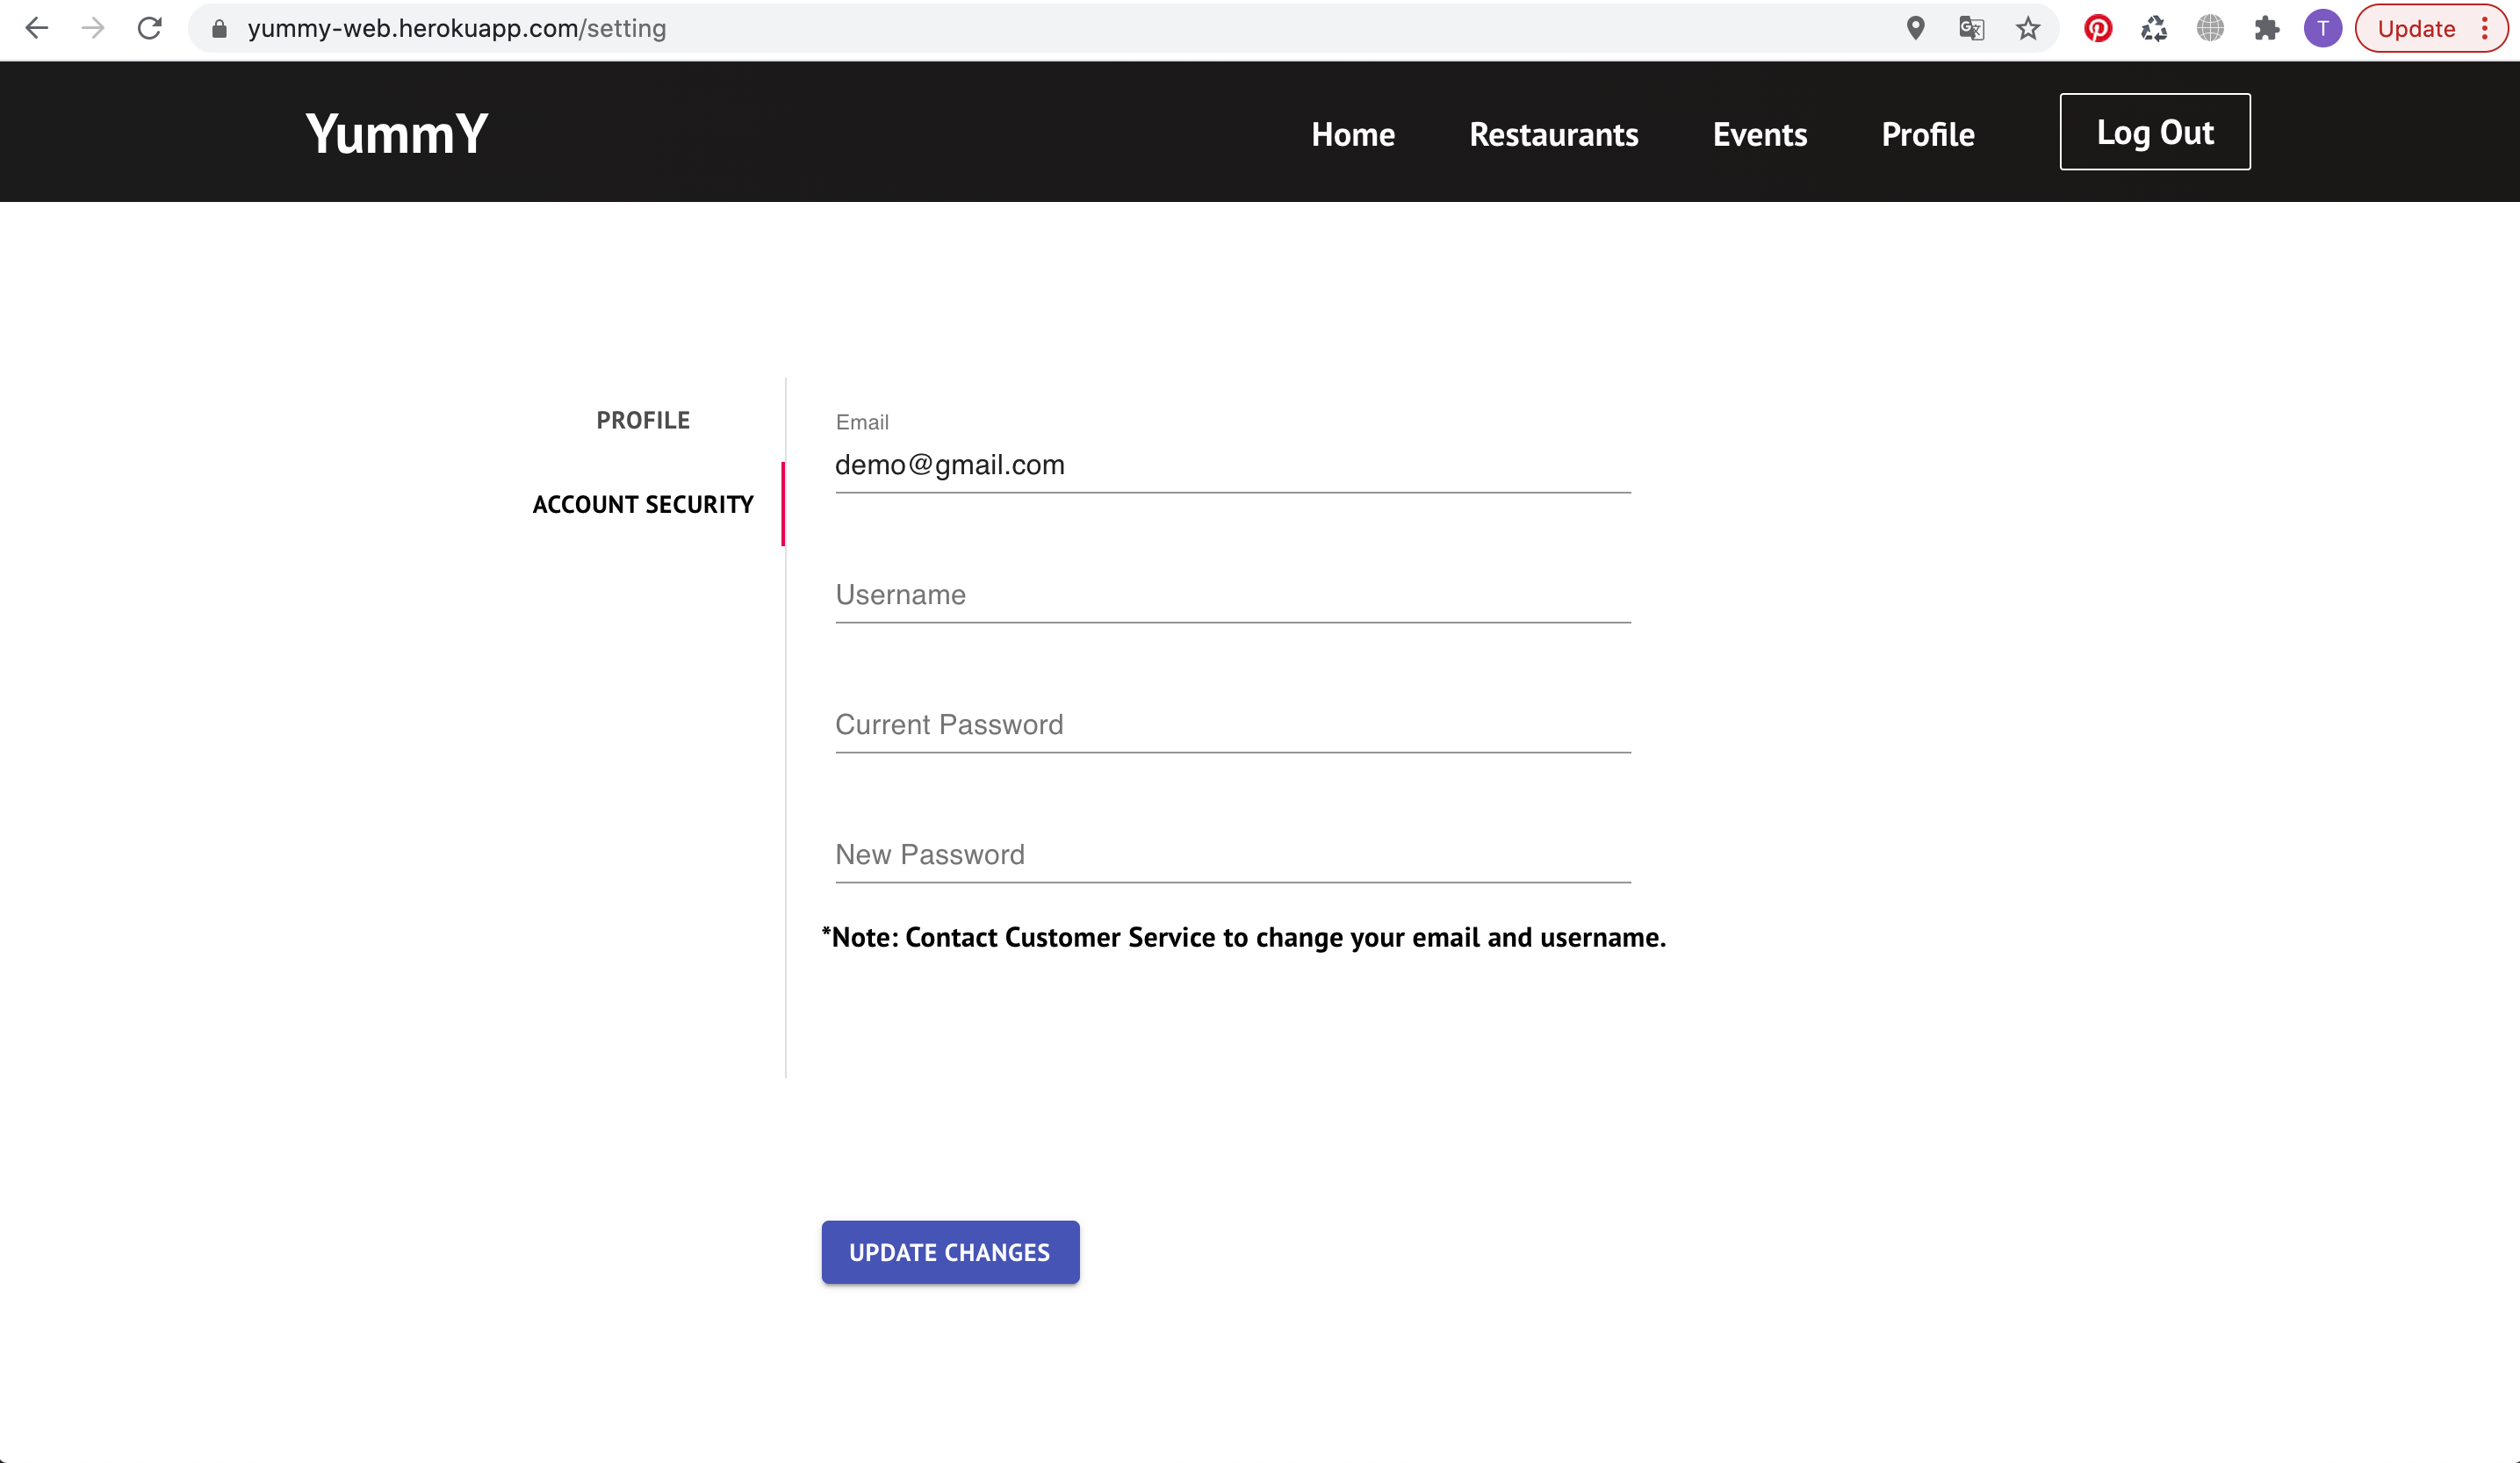 yummy-web.herokuapp.com/setting
T
Update
YummY
Home
Restaurants
Events
Profile
Log Out
PROFILE
ACCOUNT SECURITY
Email
demo@gmail.com
Username
Current Password
New Password
*Note: Contact Customer Service to change your email and username.
UPDATE CHANGES